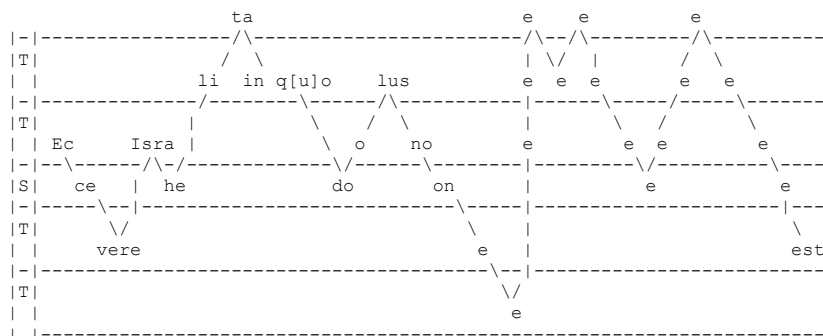 ta e e e
T
li in q[u]o lus e e e e e
T
Ec Isra o no e e e e
S ce he do on e e
T
vere e est
T
e